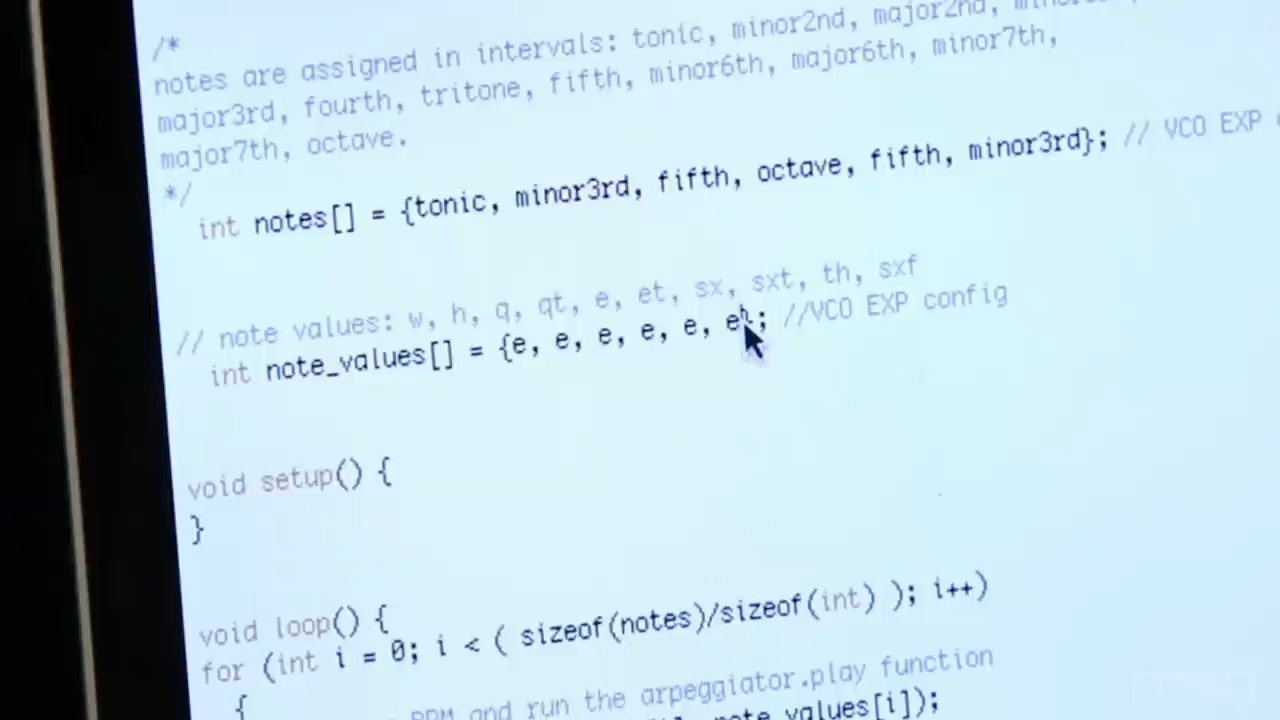 /*
notes are assigned in intervals: tonic, minor2nd, major2nd,
major3rd, fourth, tritone, fifth, minor6th, major6th, minor7th,
major7th, octave.
*/
int notes[] = {tonic, minor3rd, fifth, octave, fifth, minor3rd}; // VCO EXP
// note values: w, h, q, qt, e, et, sx, sxt, th, sxf
int note_values[] = {e, e, e, e, e, e}; //VCO EXP config
void setup() {
}
void loop() {
for (int i = 0; i < ( sizeof(notes)/sizeof(int) ); i++)
{
BPM and run the arpeggiator.play function
note_values[i]);